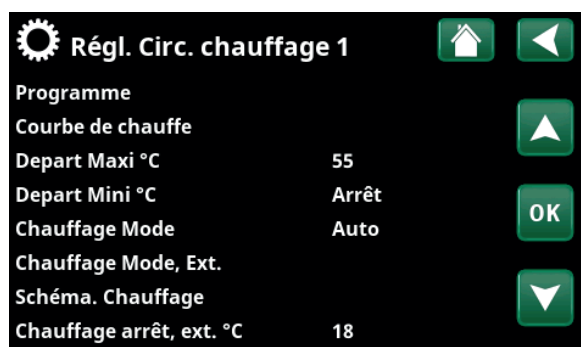 Régl. Circ. chauffage 1
Programme
Courbe de chauffe
Depart Maxi °C 55
Depart Mini °C Arrêt
Chauffage Mode Auto
OK
Chauffage Mode, Ext.
Schéma. Chauffage
Chauffage arrêt, ext. °C 18